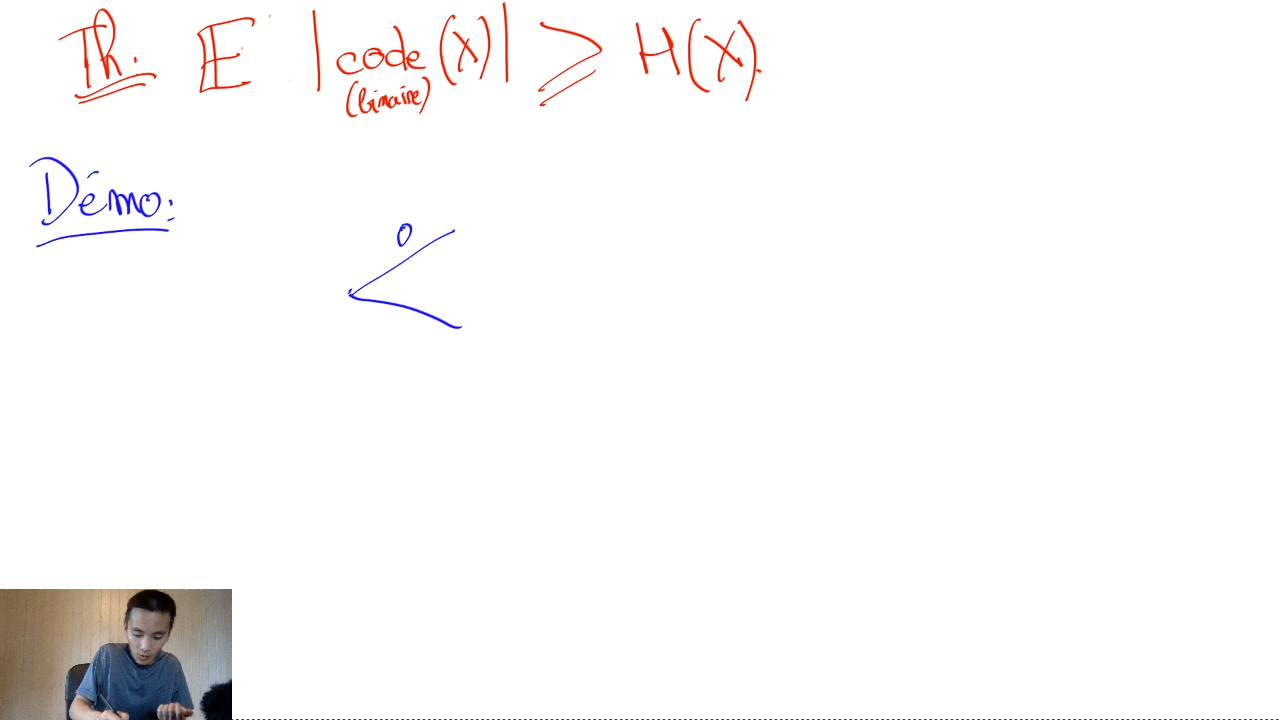 Th. E |code(X)| ≥ H(X).
(binaire)
Démo:
0